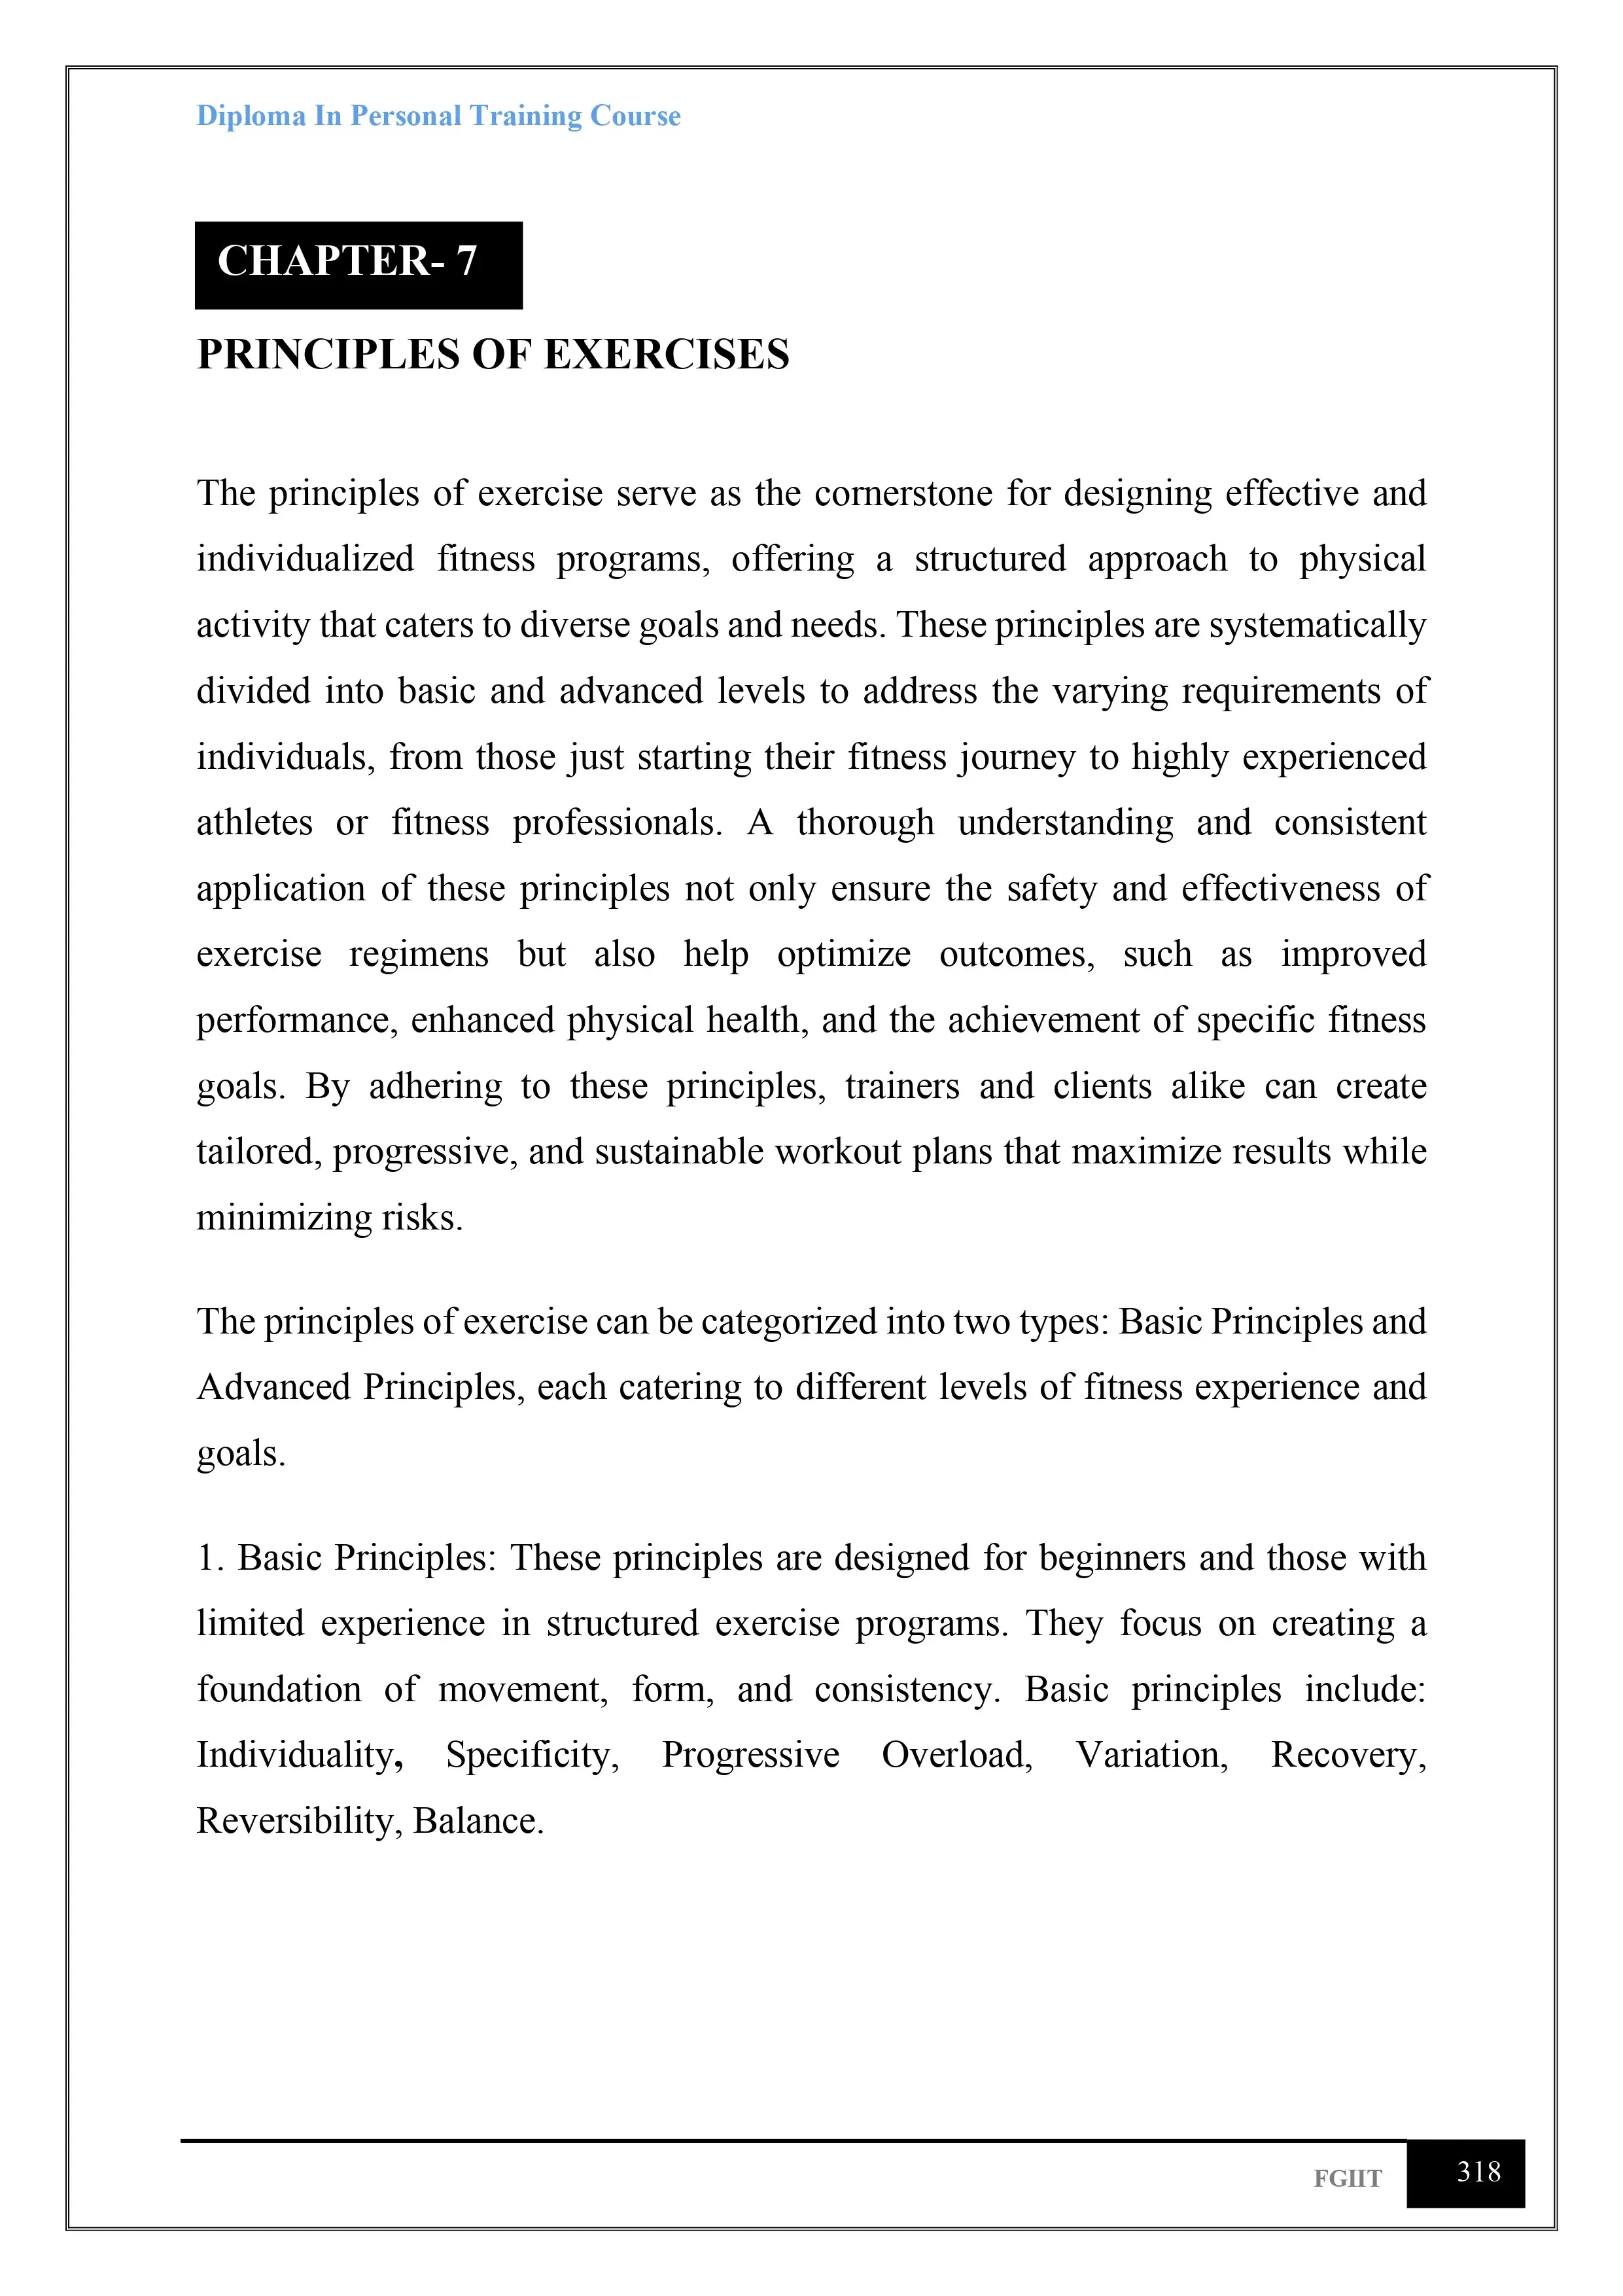 Diploma In Personal Training Course
CHAPTER- 7
PRINCIPLES OF EXERCISES
The principles of exercise serve as the cornerstone for designing effective and
individualized fitness programs, offering a structured approach to physical
activity that caters to diverse goals and needs. These principles are systematically
divided into basic and advanced levels to address the varying requirements of
individuals, from those just starting their fitness journey to highly experienced
athletes or fitness professionals. A thorough understanding and consistent
application of these principles not only ensure the safety and effectiveness of
exercise regimens but also help optimize outcomes, such as improved
performance, enhanced physical health, and the achievement of specific fitness
goals. By adhering to these principles, trainers and clients alike can create
tailored, progressive, and sustainable workout plans that maximize results while
minimizing risks.
The principles of exercise can be categorized into two types: Basic Principles and
Advanced Principles, each catering to different levels of fitness experience and
goals.
1. Basic Principles: These principles are designed for beginners and those with
limited experience in structured exercise programs. They focus on creating a
foundation of movement, form, and consistency. Basic principles include:
Individuality, Specificity, Progressive Overload, Variation, Recovery,
Reversibility, Balance.
FGIIT 318